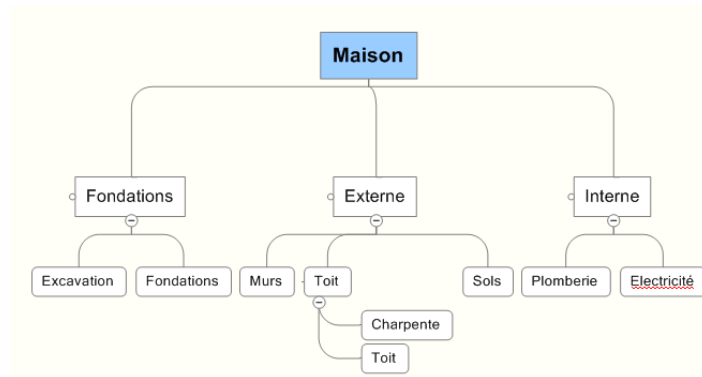 Maison
Fondations
Externe
Interne
Excavation
Fondations
Murs
Toit
Sols
Plomberie
Electricité
Charpente
Toit